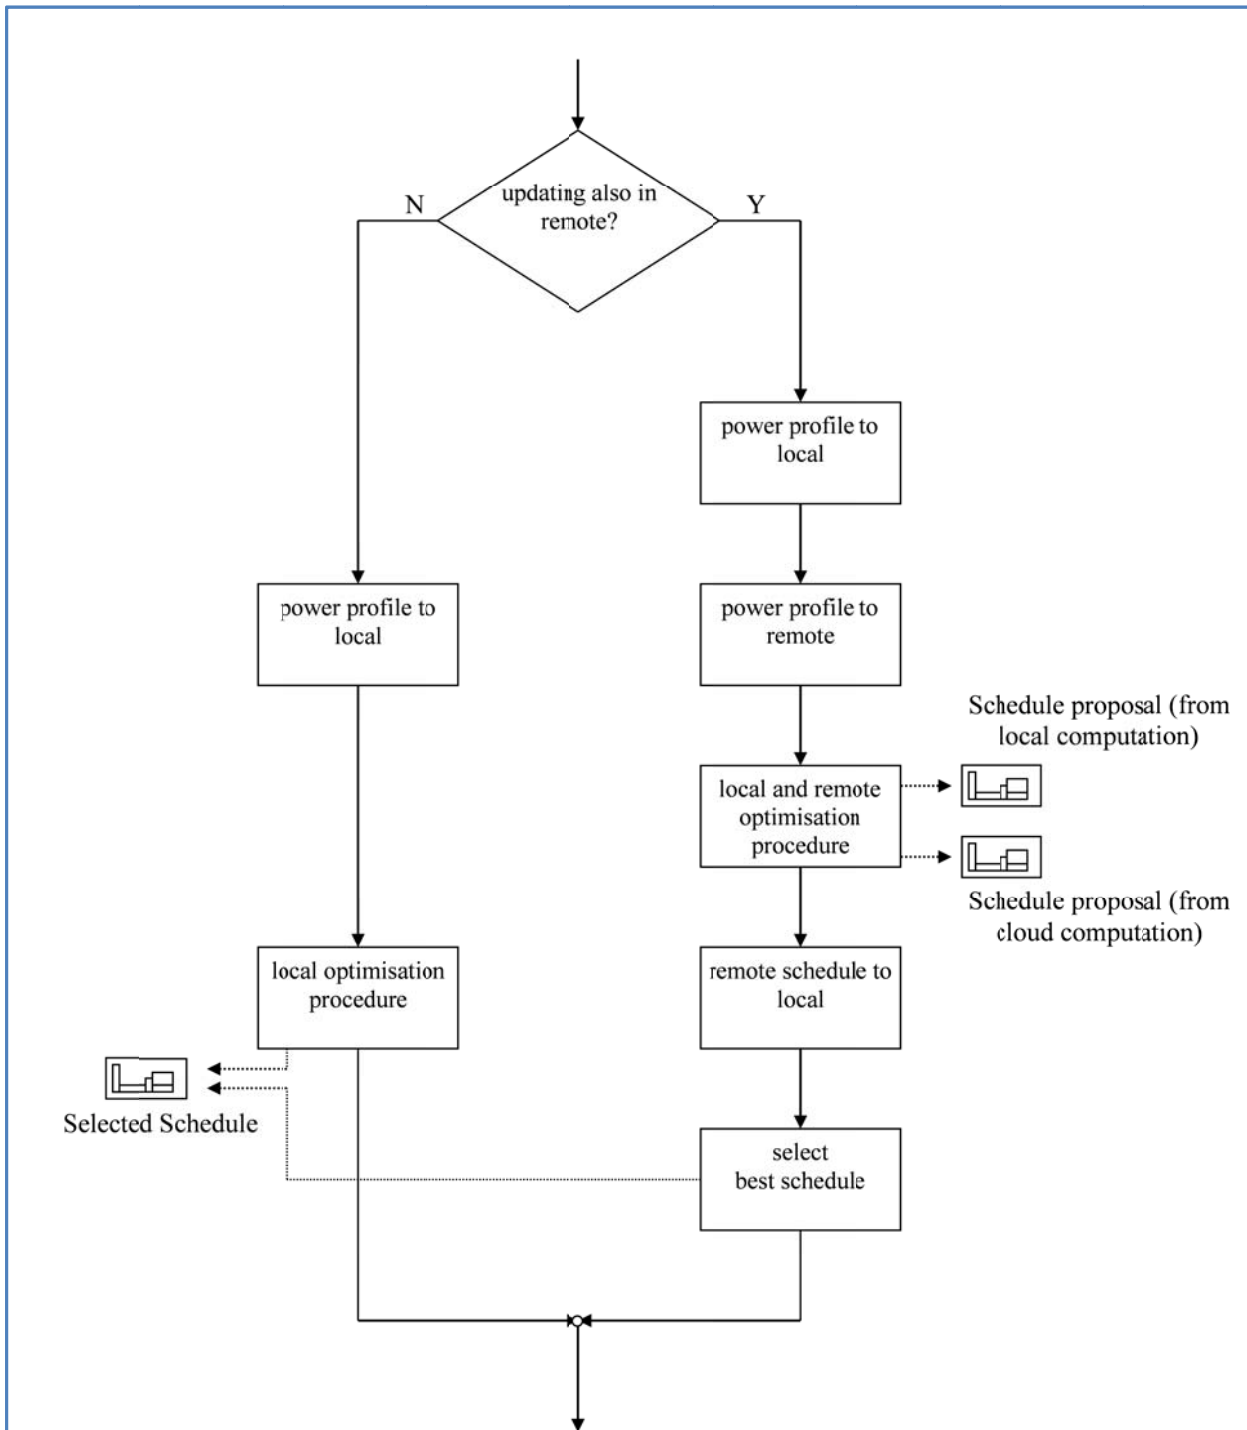 updating also in
remote?
N
Y
power profile to
local
power profile to
local
power profile to
remote
Schedule proposal (from
local computation)
local and remote
optimisation
procedure
Schedule proposal (from
cloud computation)
local optimisation
procedure
remote schedule to
local
Selected Schedule
select
best schedule